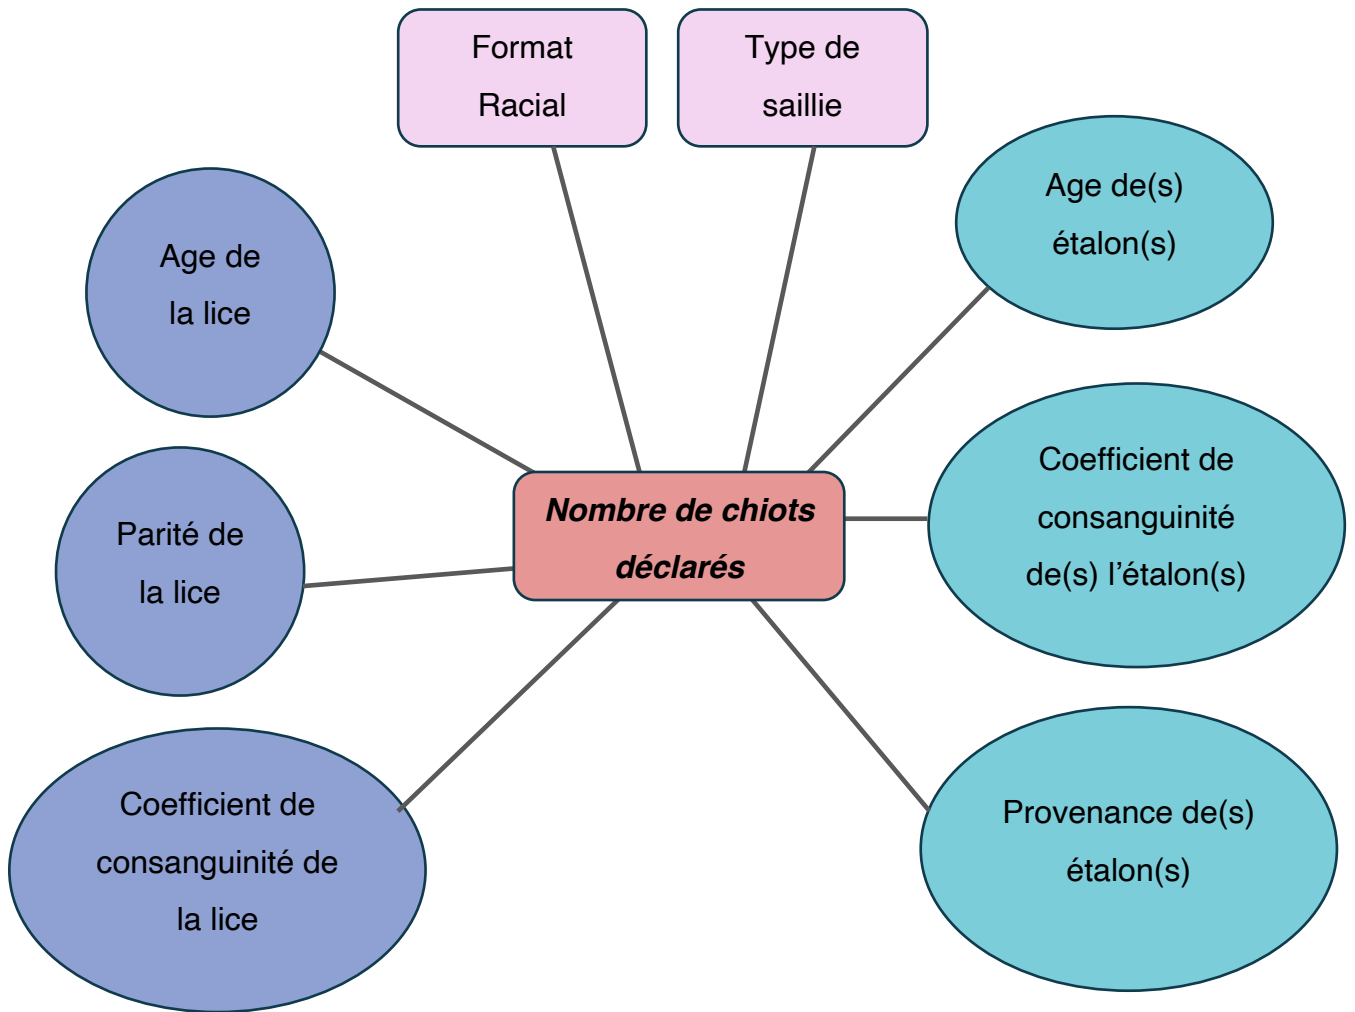 Format
Racial
Type de
saillie
Age de
la lice
Age de(s)
étalon(s)
Parité de
la lice
Nombre de chiots
déclarés
Coefficient de
consanguinité
de(s) l'étalon(s)
Coefficient de
consanguinité de
la lice
Provenance de(s)
étalon(s)